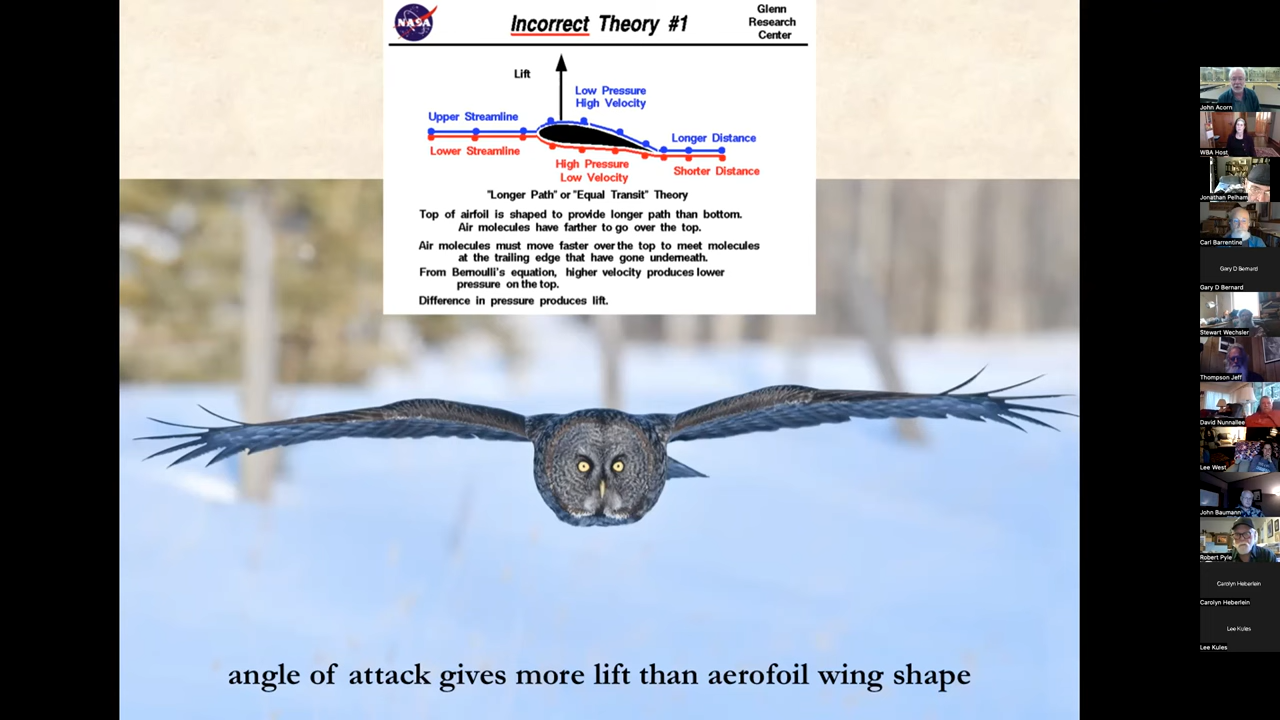 NASA
Incorrect Theory #1
Glenn
Research
Center
Lift
Low Pressure
High Velocity
Upper Streamline
Longer Distance
Lower Streamline
High Pressure
Low Velocity
Shorter Distance
"Longer Path" or "Equal Transit" Theory
Top of airfoil is shaped to provide longer path than bottom.
Air molecules have farther to go over the top.
Air molecules must move faster over the top to meet molecules
at the trailing edge that have gone underneath.
From Bernoulli's equation, higher velocity produces lower
pressure on the top.
Difference in pressure produces lift.
angle of attack gives more lift than aerofoil wing shape
John Acorn
WBA Host
Jonathan Pelham
Carl Barrentine
Gary D Bernard
Gary D Bernard
Stewart Wechsler
Thompson Jeff
David Nunnallee
Lee West
John Baumann
Robert Pyle
Carolyn Heberlein
Carolyn Heberlein
Lee Kules
Lee Kules